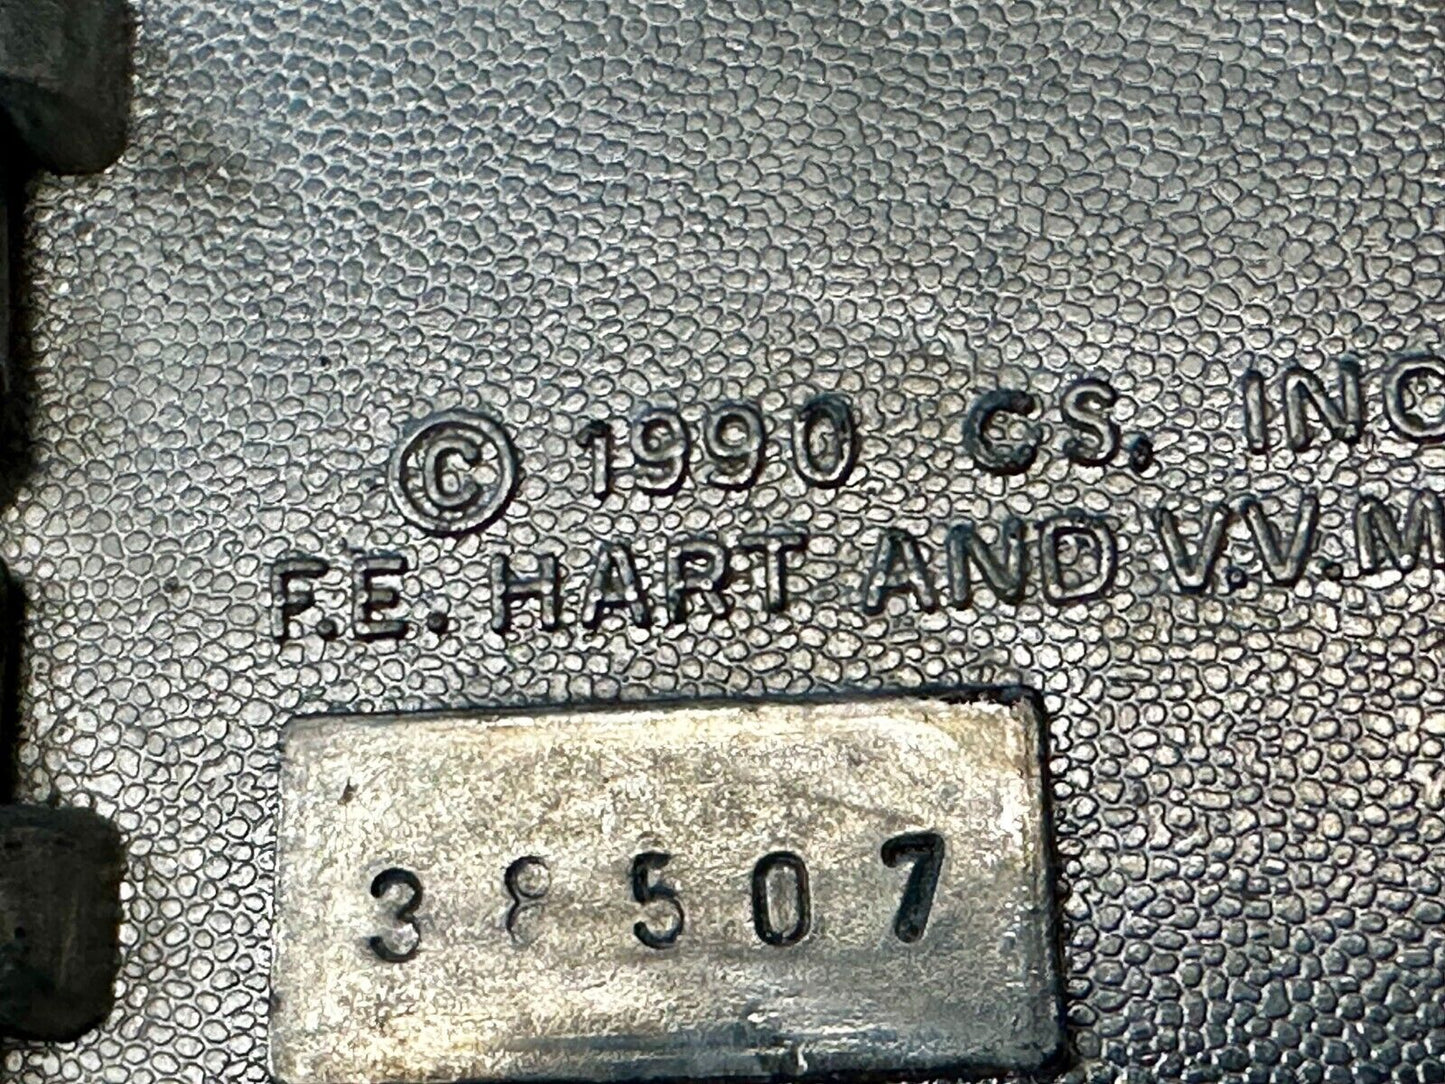 © 1990 CS. INC
F.E. HART AND V.V.M
38507